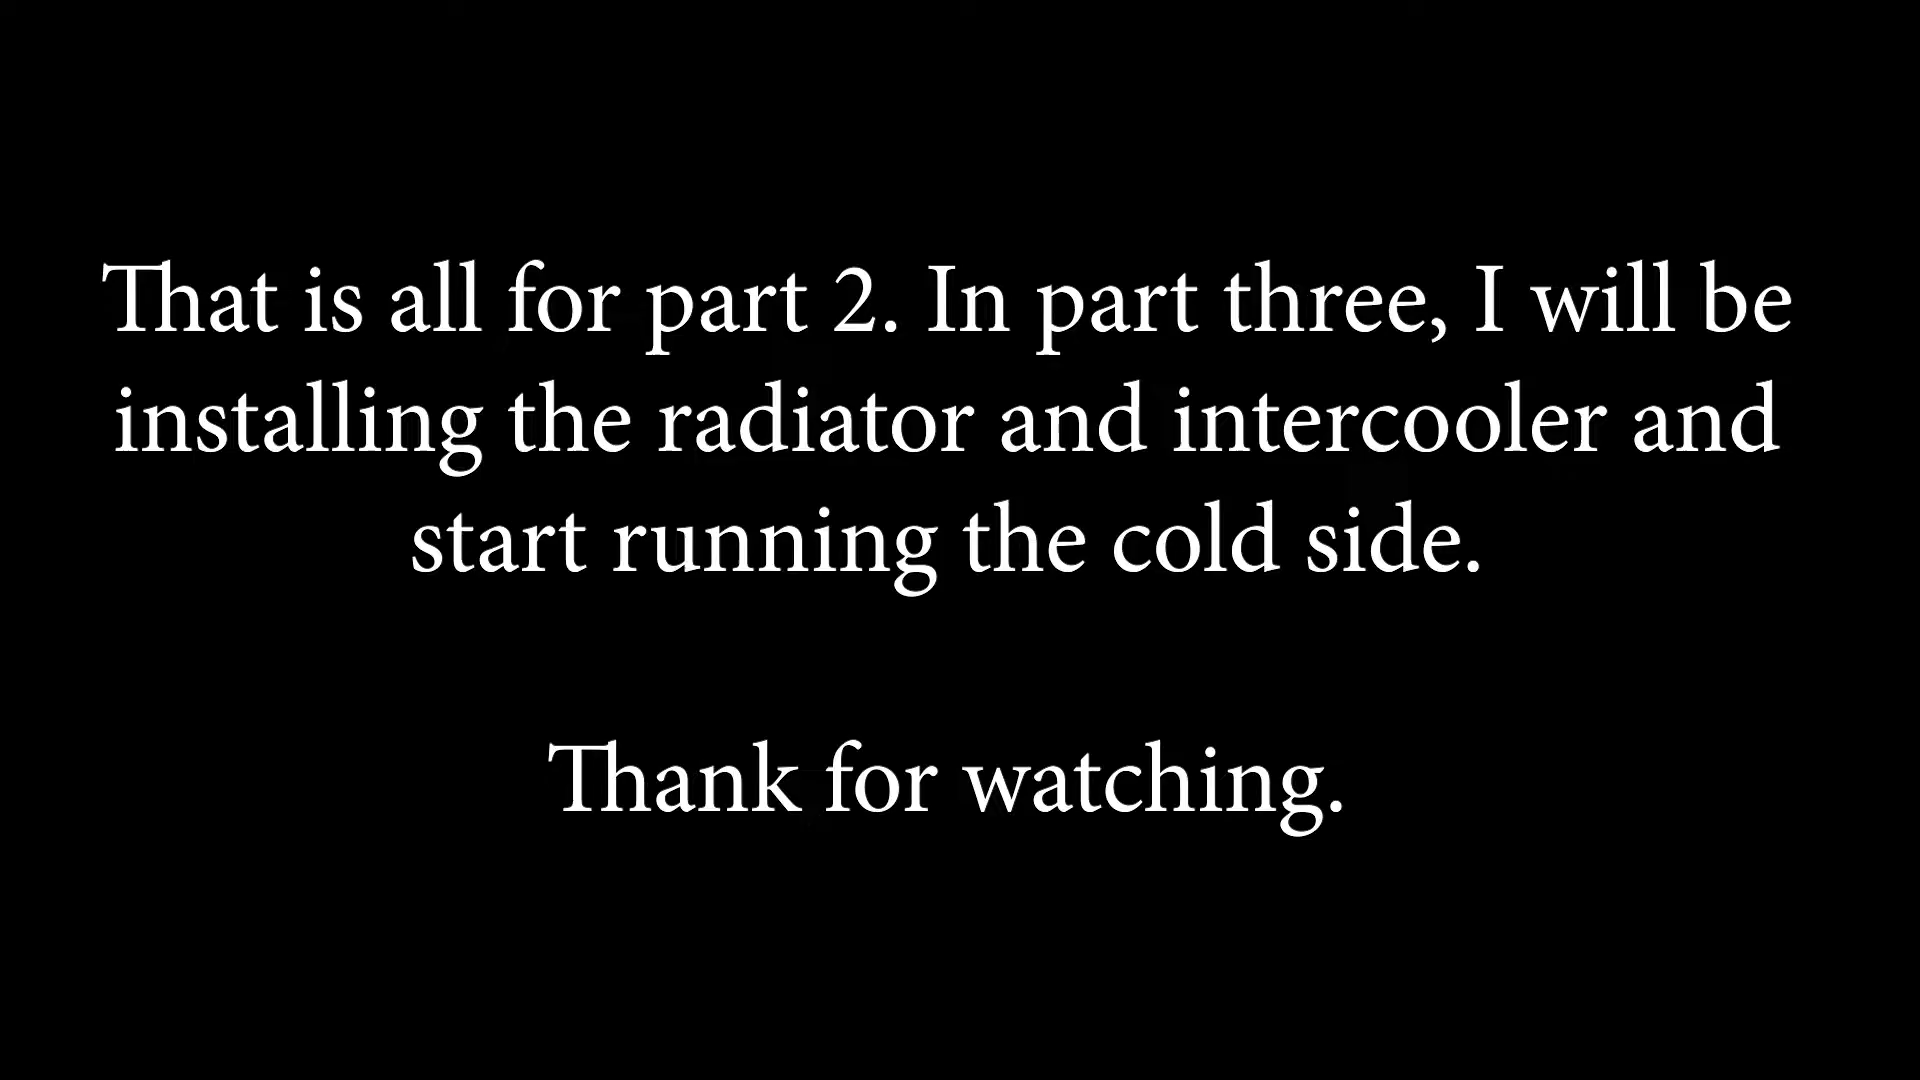 That is all for part 2. In part three, I will be
installing the radiator and intercooler and
start running the cold side.
Thank for watching.